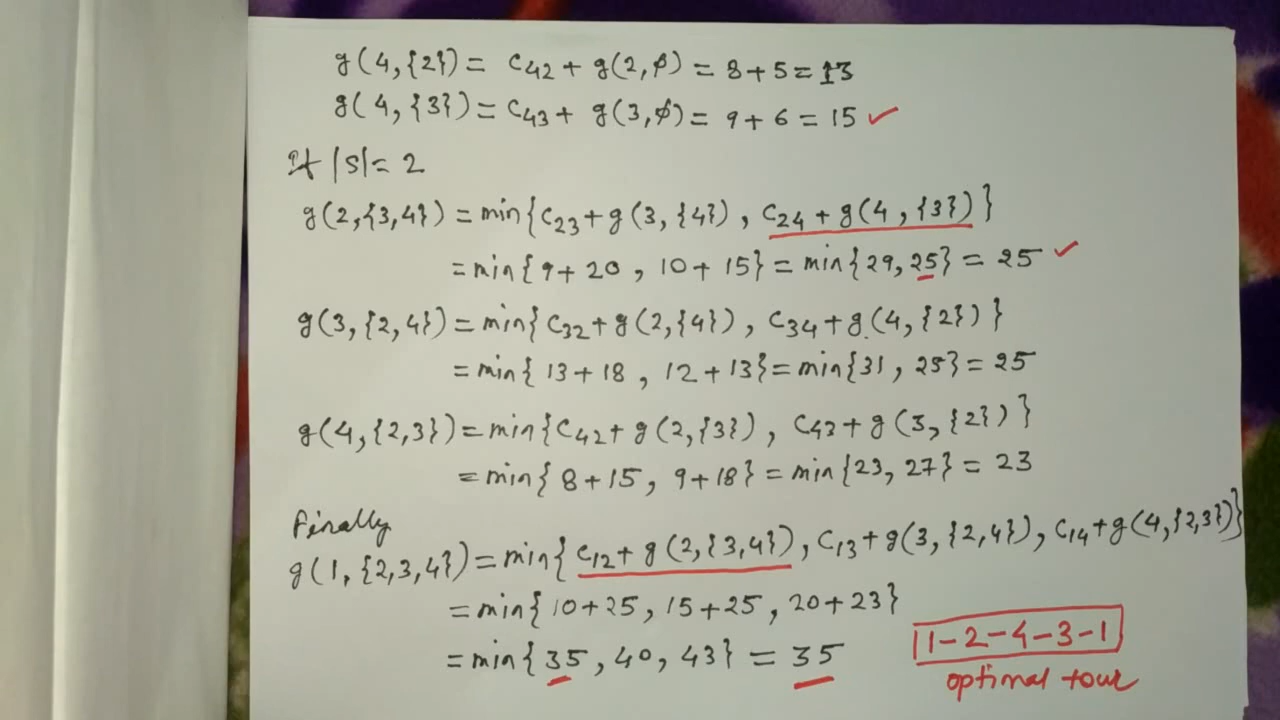 g(4,{2}) = C42 + g(2,ϕ) = 8+5 = 13
g(4,{3}) = C43 + g(3,ϕ) = 9+6 = 15 ✓
If |S| = 2
g(2,{3,4}) = min{C23 + g(3,{4}), C24 + g(4,{3})}
= min{9+20, 10+15} = min{29,25} = 25 ✓
g(3,{2,4}) = min{C32 + g(2,{4}), C34 + g(4,{2})}
= min{13+18, 12+13} = min{31, 25} = 25
g(4,{2,3}) = min{C42 + g(2,{3}), C43 + g(3,{2})}
= min{8+15, 9+18} = min{23, 27} = 23
Finally
g(1,{2,3,4}) = min{C12 + g(2,{3,4}), C13 + g(3,{2,4}), C14 + g(4,{2,3})}
= min{10+25, 15+25, 20+23}
= min{35, 40, 43} = 35
1-2-4-3-1
optimal tour